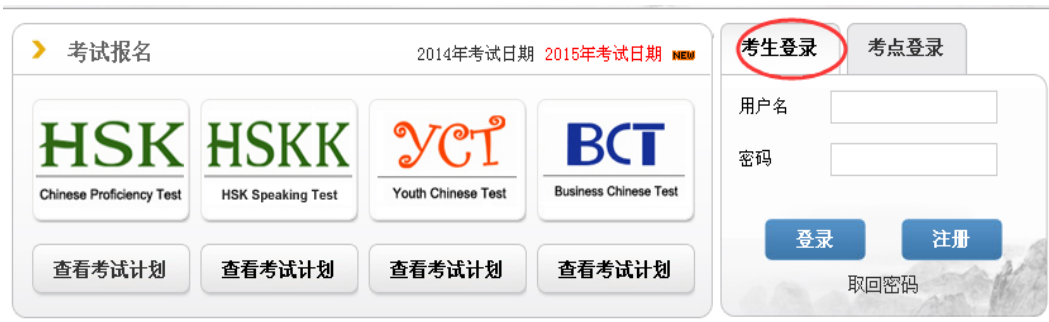 考试报名
2014年考试日期 2015年考试日期 NEW
HSK
Chinese Proficiency Test
HSKK
HSK Speaking Test
YCT
Youth Chinese Test
BCT
Business Chinese Test
查看考试计划
查看考试计划
查看考试计划
查看考试计划
考生登录
考点登录
用户名
密码
登录
注册
取回密码